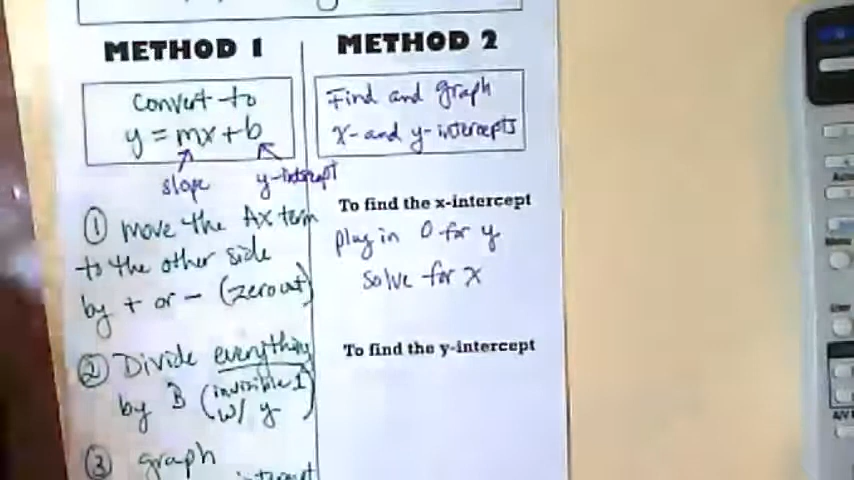 METHOD 1
Convert to
y = mx + b
slope
y-intercept
① move the Ax term
to the other side
by + or - (zero out)
② Divide everything
by B (invisible 1
w/ y)
③ graph
METHOD 2
Find and graph
x- and y-intercepts
To find the x-intercept
plug in 0 for y
solve for x
To find the y-intercept